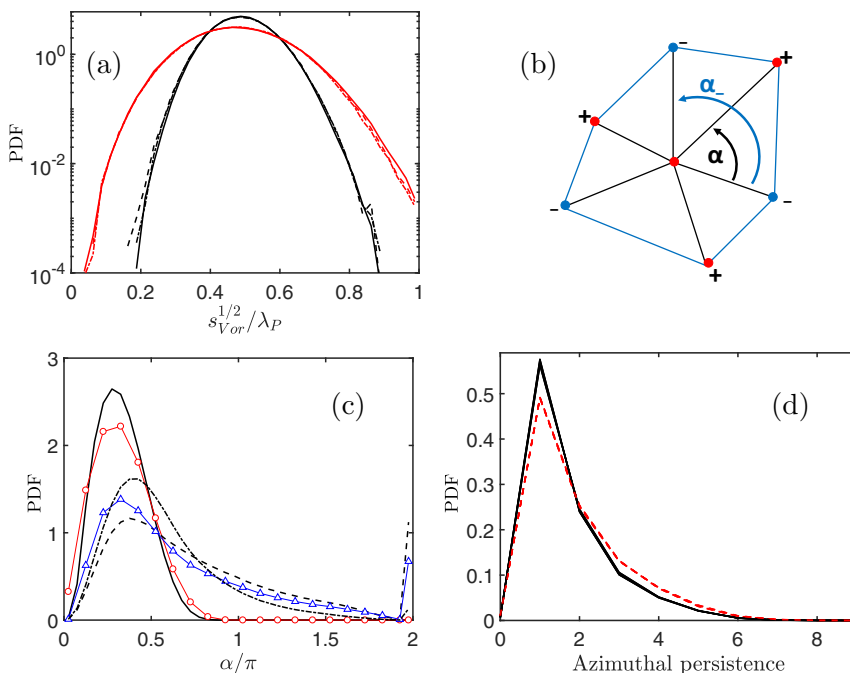 (a)
PDF
10^0
10^-2
10^-4
0 0.2 0.4 0.6 0.8 1
s_{Vor}^{1/2}/λ_P
(b)
-
+
+
α_-
α
-
-
+
(c)
PDF
3
2
1
0
0 0.5 1 1.5 2
α/π
(d)
PDF
0.5
0.4
0.3
0.2
0.1
0
0 2 4 6 8
Azimuthal persistence